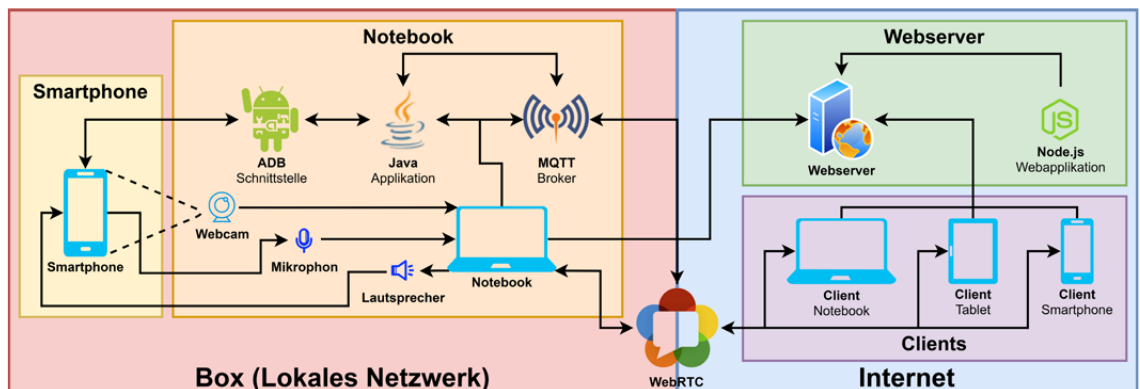 Notebook
Webserver
Smartphone
ADB
Schnittstelle
Java
Applikation
MQTT
Broker
Webserver
JS
Node.js
Webapplikation
Smartphone
Webcam
Mikrophon
Lautsprecher
Notebook
Client
Notebook
Client
Tablet
Client
Smartphone
Clients
WebRTC
Box (Lokales Netzwerk)
Internet